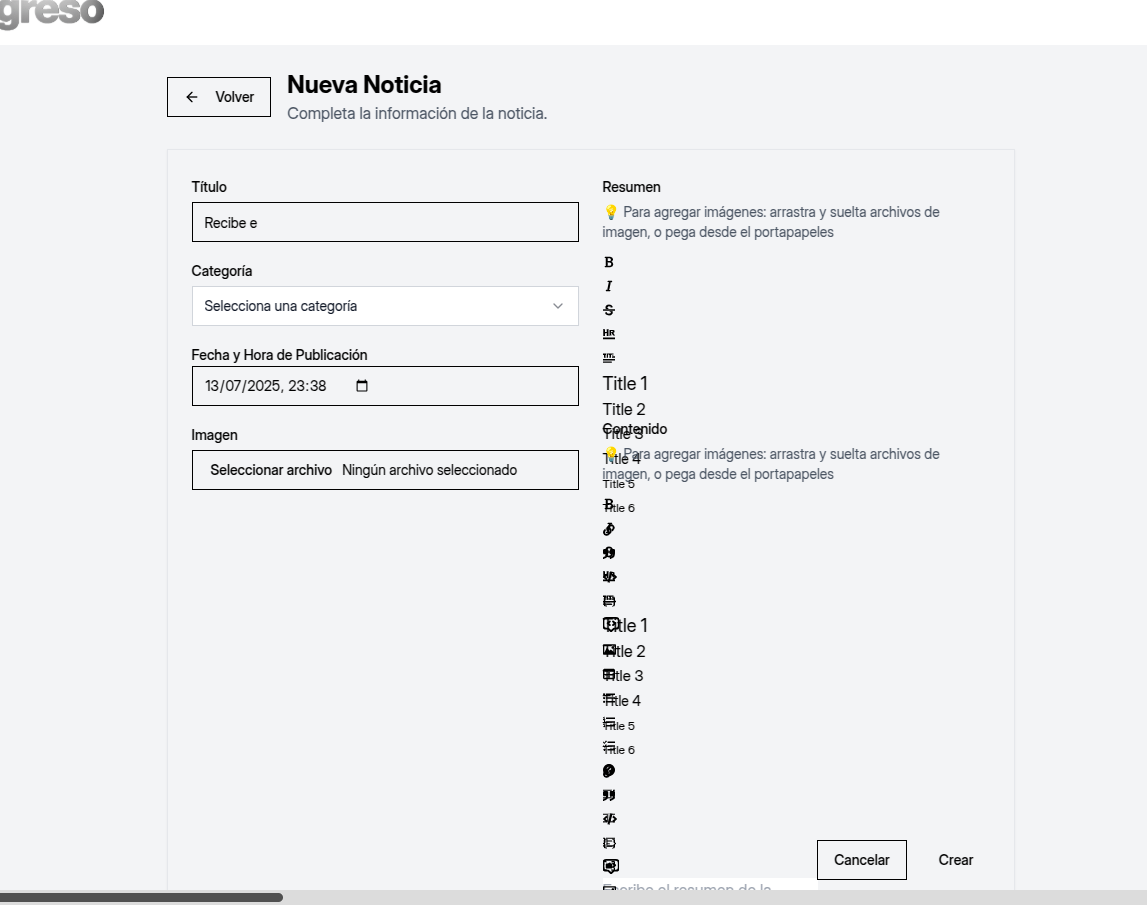 greso
Volver
Nueva Noticia
Completa la información de la noticia.
Título
Recibe e
Categoría
Selecciona una categoría
Fecha y Hora de Publicación
13/07/2025, 23:38
Imagen
Seleccionar archivo Ningún archivo seleccionado
Resumen
💡 Para agregar imágenes: arrastra y suelta archivos de
imagen, o pega desde el portapapeles
B
I
S
HR
Title 1
Title 2
Title 3
Contenido
Title 4
💡 Para agregar imágenes: arrastra y suelta archivos de
imagen, o pega desde el portapapeles
Title 5
Title 6
B
Title 1
Title 2
Title 3
Title 4
Title 5
Title 6
el resumen de la
Cancelar
Crear